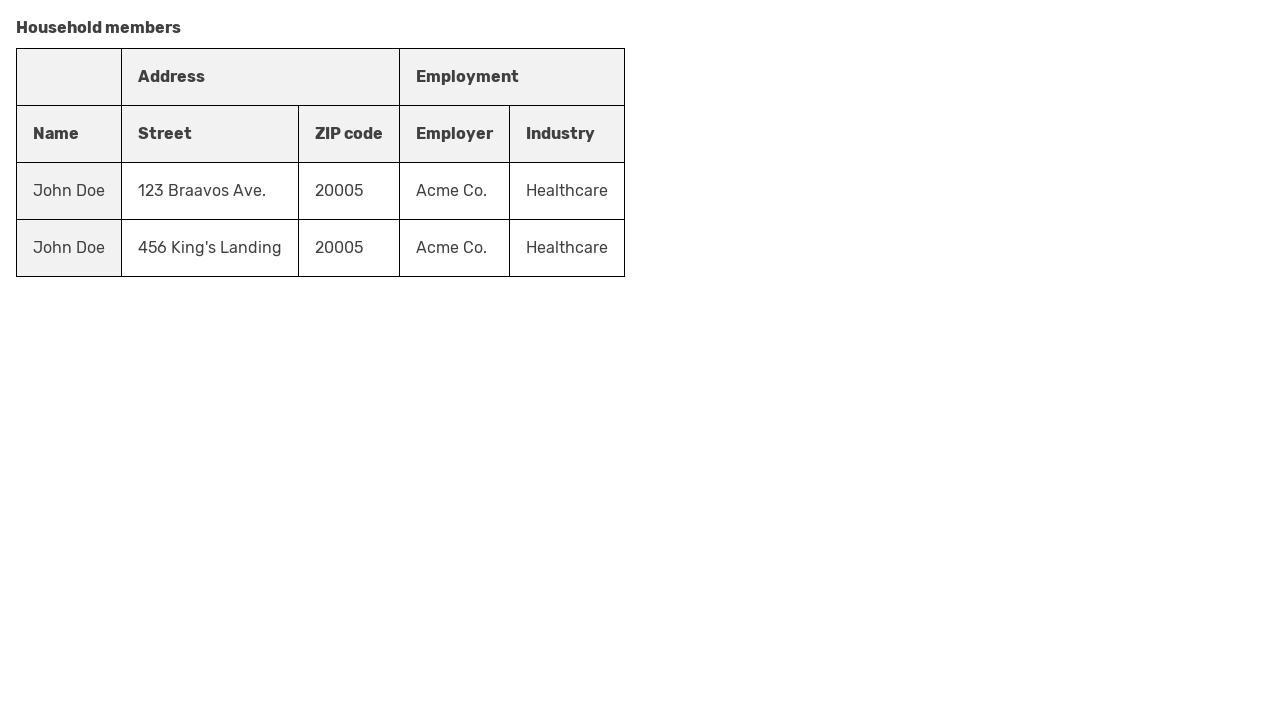 Household members
Address Employment
Name Street ZIP code Employer Industry
John Doe 123 Braavos Ave. 20005 Acme Co. Healthcare
John Doe 456 King's Landing 20005 Acme Co. Healthcare